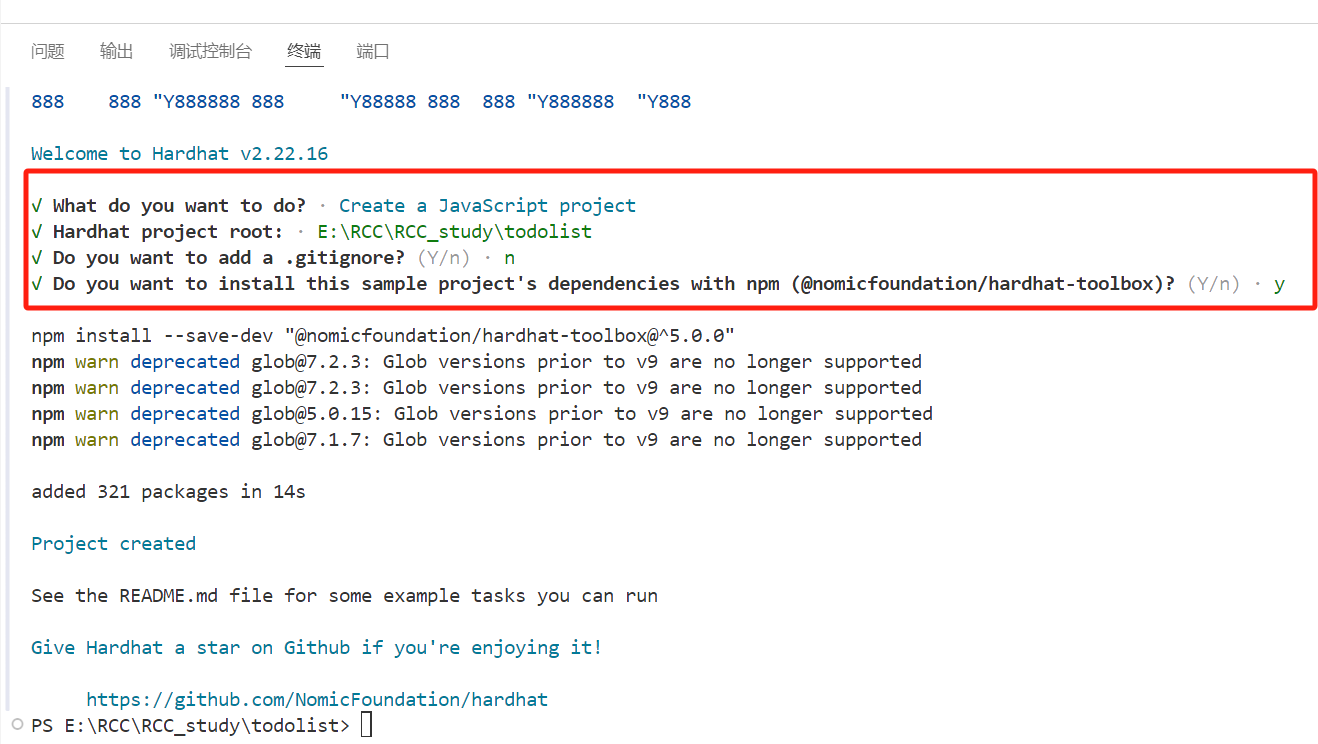 问题 输出 调试控制台 终端 端口
888    888 "Y888888 888     "Y88888 888  888 "Y888888  "Y888
Welcome to Hardhat v2.22.16
√ What do you want to do? · Create a JavaScript project
√ Hardhat project root: · E:\RCC\RCC_study\todolist
√ Do you want to add a .gitignore? (Y/n) · n
√ Do you want to install this sample project's dependencies with npm (@nomicfoundation/hardhat-toolbox)? (Y/n) · y
npm install --save-dev "@nomicfoundation/hardhat-toolbox@^5.0.0"
npm warn deprecated glob@7.2.3: Glob versions prior to v9 are no longer supported
npm warn deprecated glob@7.2.3: Glob versions prior to v9 are no longer supported
npm warn deprecated glob@5.0.15: Glob versions prior to v9 are no longer supported
npm warn deprecated glob@7.1.7: Glob versions prior to v9 are no longer supported
added 321 packages in 14s
Project created
See the README.md file for some example tasks you can run
Give Hardhat a star on Github if you're enjoying it!
https://github.com/NomicFoundation/hardhat
PS E:\RCC\RCC_study\todolist>